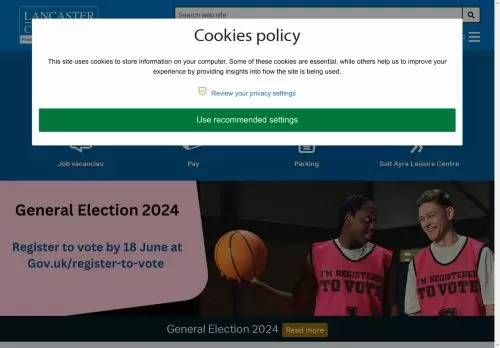 LANCASTER
Search web site
Cookies policy
This site uses cookies to store information on your computer. Some of these cookies are essential, while others help us to improve your
experience by providing insights into how the site is being used.
Review your privacy settings
Use recommended settings
Job vacancies
Pay
Parking
Salt Ayre Leisure Centre
General Election 2024
Register to vote by 18 June at
Gov.uk/register-to-vote
I'M REGISTERED
TO VOTE
I'M REGISTERED
TO VOTE
General Election 2024
Read more